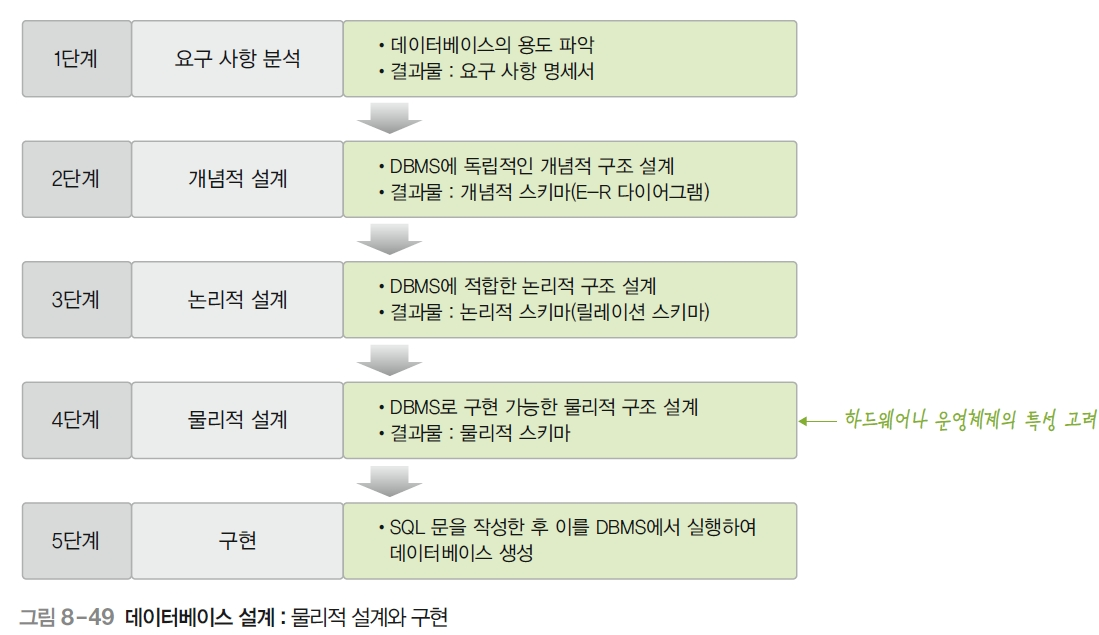 1단계
요구 사항 분석
• 데이터베이스의 용도 파악
• 결과물 : 요구 사항 명세서
2단계
개념적 설계
• DBMS에 독립적인 개념적 구조 설계
• 결과물 : 개념적 스키마(E-R 다이어그램)
3단계
논리적 설계
• DBMS에 적합한 논리적 구조 설계
• 결과물 : 논리적 스키마(릴레이션 스키마)
4단계
물리적 설계
• DBMS로 구현 가능한 물리적 구조 설계
• 결과물 : 물리적 스키마
하드웨어나 운영체계의 특성 고려
5단계
구현
• SQL 문을 작성한 후 이를 DBMS에서 실행하여
데이터베이스 생성
그림 8-49 데이터베이스 설계 : 물리적 설계와 구현